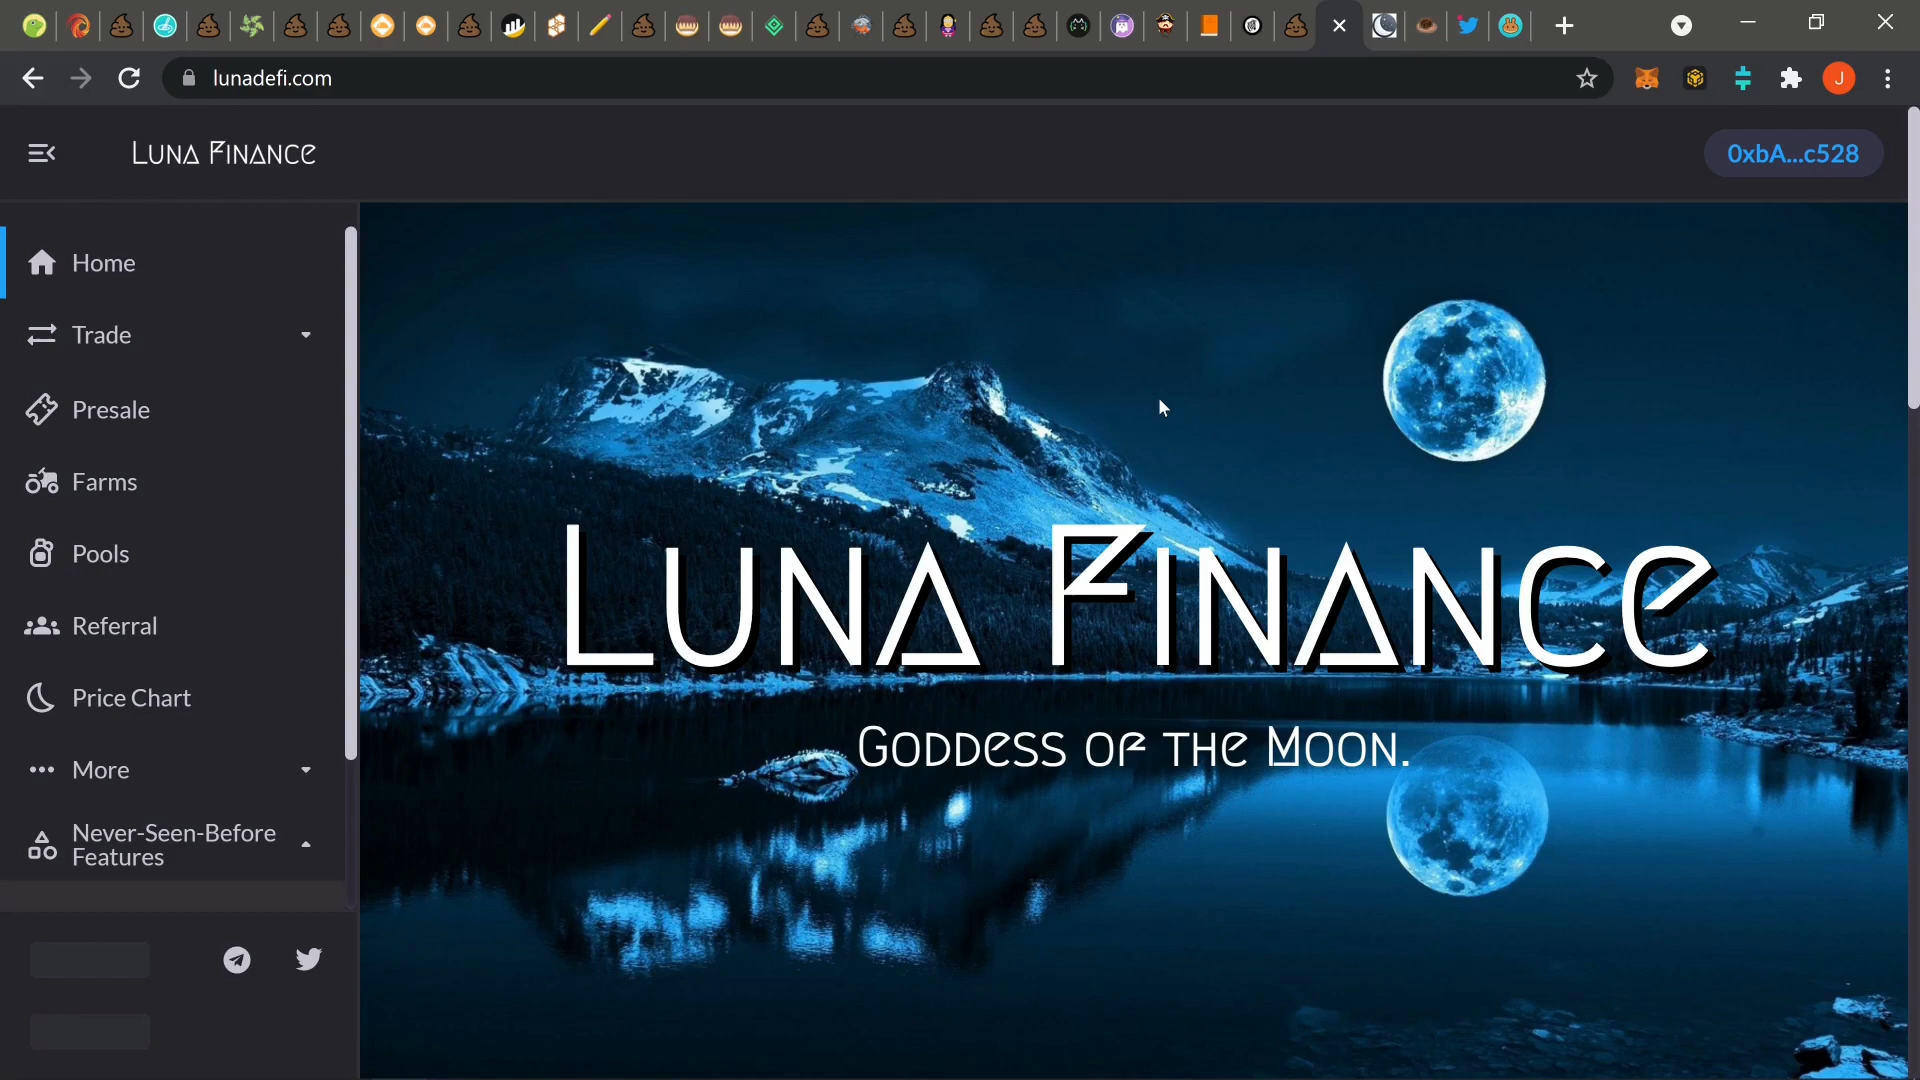 lunadefi.com
J
Luna Finance
0xbA...c528
Home
Trade
Presale
Farms
Pools
Referral
Price Chart
More
Never-Seen-Before
Features
Luna Finance
Goddess of the Moon.